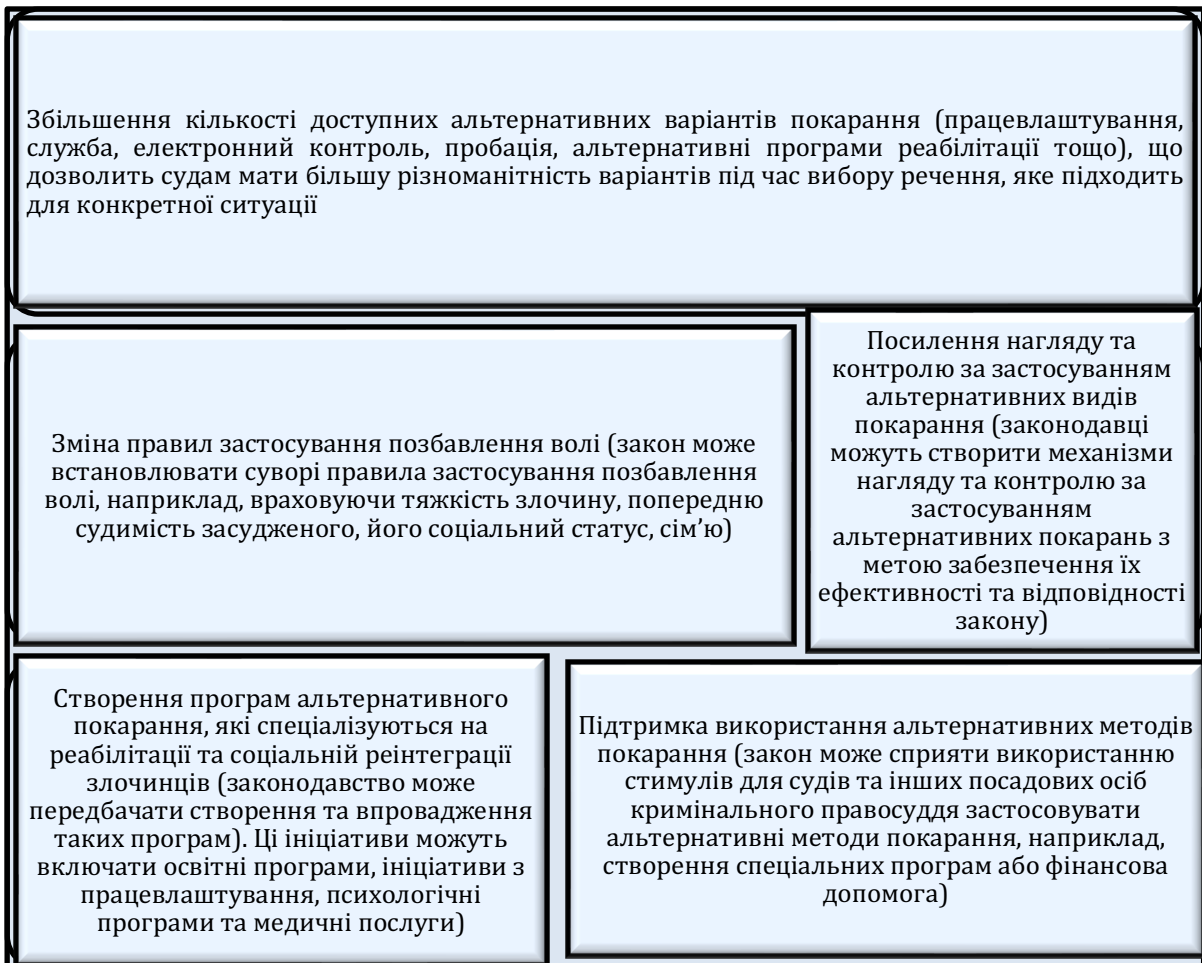 Збільшення кількості доступних альтернативних варіантів покарання (працевлаштування,
служба, електронний контроль, пробація, альтернативні програми реабілітації тощо), що
дозволить судам мати більшу різноманітність варіантів під час вибору речення, яке підходить
для конкретної ситуації
Зміна правил застосування позбавлення волі (закон може
встановлювати суворі правила застосування позбавлення
волі, наприклад, враховуючи тяжкість злочину, попередню
судимість засудженого, його соціальний статус, сім’ю)
Посилення нагляду та
контролю за застосуванням
альтернативних видів
покарання (законодавці
можуть створити механізми
нагляду та контролю за
застосуванням
альтернативних покарань з
метою забезпечення їх
ефективності та відповідності
закону)
Створення програм альтернативного
покарання, які спеціалізуються на
реабілітації та соціальній реінтеграції
злочинців (законодавство може
передбачати створення та впровадження
таких програм). Ці ініціативи можуть
включати освітні програми, ініціативи з
працевлаштування, психологічні
програми та медичні послуги)
Підтримка використання альтернативних методів
покарання (закон може сприяти використанню
стимулів для судів та інших посадових осіб
кримінального правосуддя застосовувати
альтернативні методи покарання, наприклад,
створення спеціальних програм або фінансова
допомога)